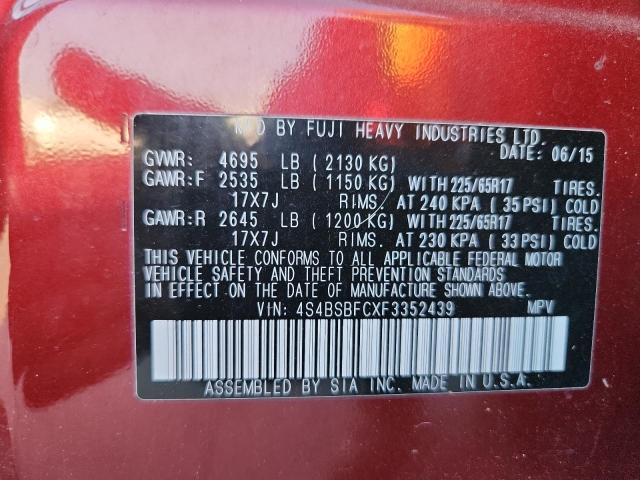 MFD BY FUJI HEAVY INDUSTRIES LTD.
DATE: 06/15
GVWR: 4695 LB ( 2130 KG)
GAWR:F 2535 LB ( 1150 KG) WITH 225/65R17 TIRES.
17X7J RIMS. AT 240 KPA ( 35 PSI) COLD
GAWR:R 2645 LB ( 1200 KG) WITH 225/65R17 TIRES.
17X7J RIMS. AT 230 KPA ( 33 PSI) COLD
THIS VEHICLE CONFORMS TO ALL APPLICABLE FEDERAL MOTOR
VEHICLE SAFETY AND THEFT PREVENTION STANDARDS
IN EFFECT ON THE DATE OF MANUFACTURE SHOWN ABOVE.
VIN: 4S4BSBFCXF3352439 MPV
ASSEMBLED BY SIA INC. MADE IN U.S.A.